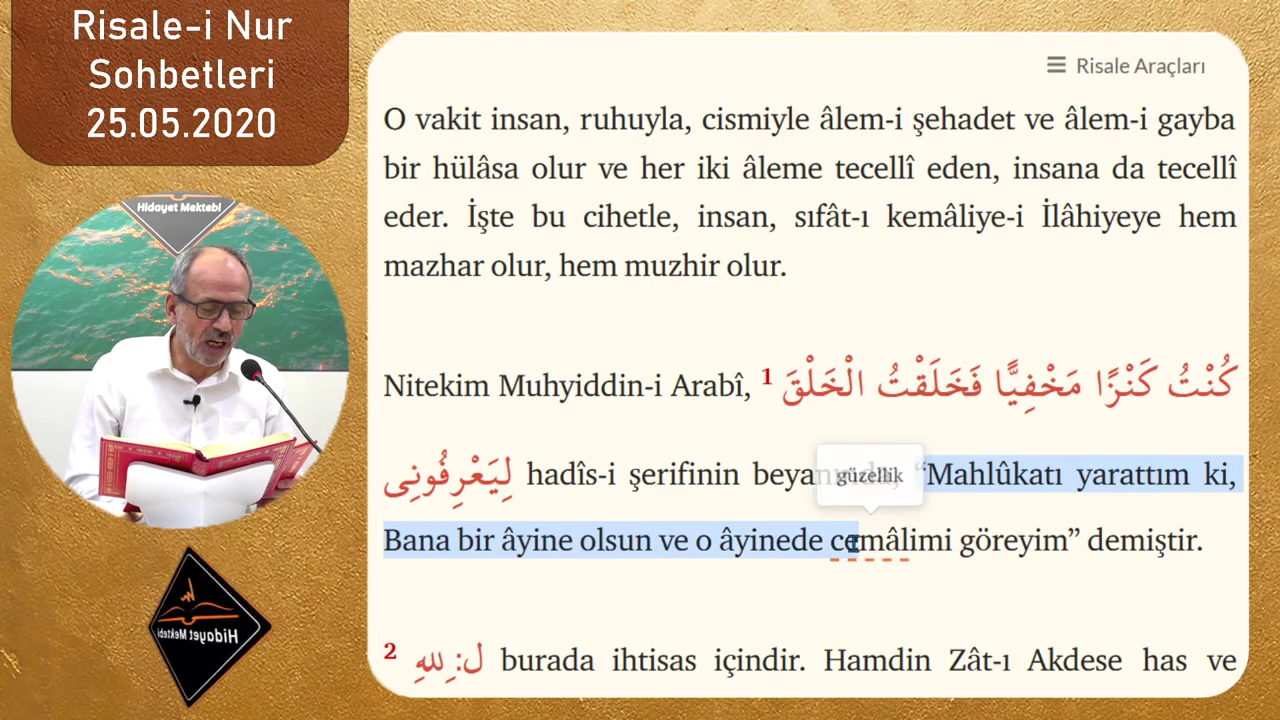 Risale-i Nur
Sohbetleri
25.05.2020
Hidayet Mektebi
Hidayet Mektebi
≡ Risale Araçları
O vakit insan, ruhuyla, cismiyle âlem-i şehadet ve âlem-i gayba
bir hülâsa olur ve her iki âleme tecellî eden, insana da tecellî
eder. İşte bu cihetle, insan, sıfât-ı kemâliye-i İlâhiyeye hem
mazhar olur, hem muzhir olur.
Nitekim Muhyiddin-i Arabî, 1 كُنْتُ كَنْزًا مَخْفِيًّا فَخَلَقْتُ الْخَلْقَ
لِيَعْرِفُونِى hadîs-i şerifinin “Mahlûkatı yarattım ki,
güzellik
Bana bir âyine olsun ve o âyinede cemâlimi göreyim” demiştir.
2 ل: لِلّٰهِ burada ihtisas içindir. Hamdin Zât-ı Akdese has ve